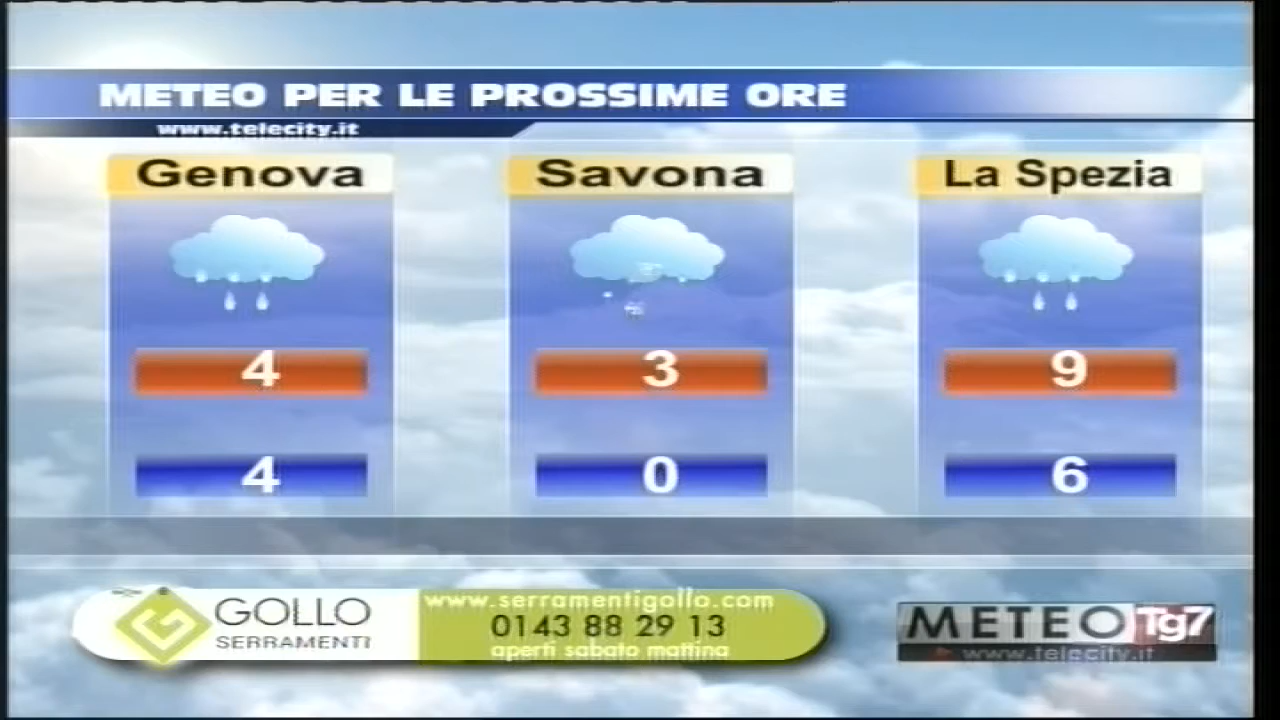 METEO PER LE PROSSIME ORE
www.telecity.it
Genova
Savona
La Spezia
4
3
9
4
0
6
GOLLO
SERRAMENTI
www.serramentigollo.com
0143 88 29 13
aperti sabato mattina
METEO Tg7
www.telecity.it